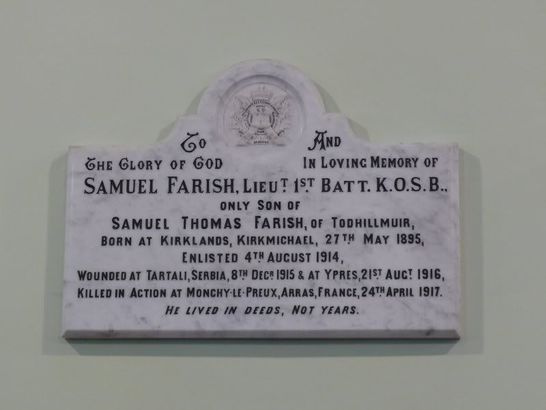 To And
The Glory of God In Loving Memory of
Samuel Farish, Lieut. 1st. Batt. K.O.S.B.,
only Son of
Samuel Thomas Farish, of Todhillmuir,
Born at Kirklands, Kirkmichael, 27th May 1895,
Enlisted 4th August 1914,
Wounded at Tartali, Serbia, 8th Decr. 1915 & at Ypres, 21st Augt. 1916,
Killed in Action at Monchy-le-Preux, Arras, France, 24th April 1917.
He lived in deeds, Not years.